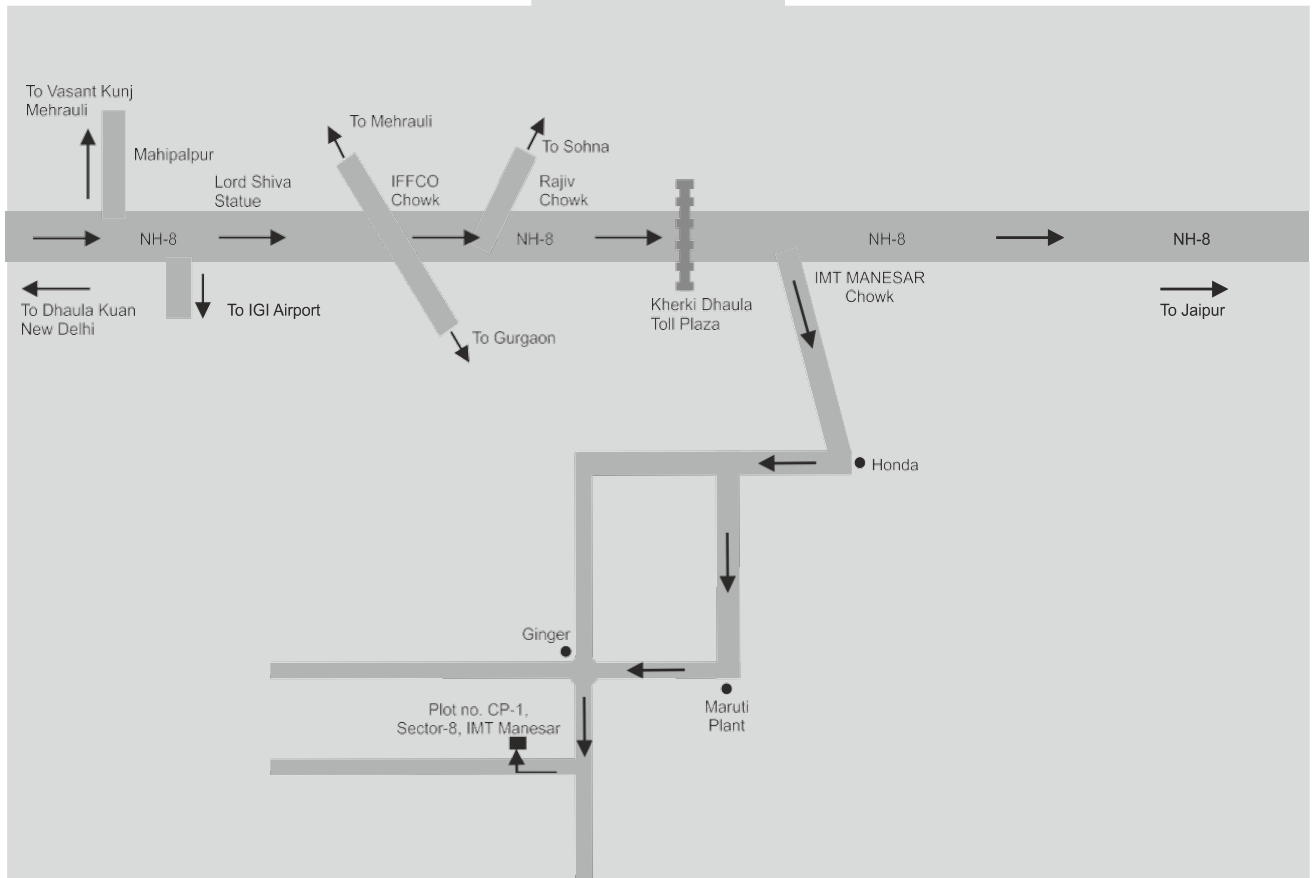 To Vasant Kunj
Mehrauli
Mahipalpur
Lord Shiva
Statue
To Mehrauli
IFFCO
Chowk
To Sohna
Rajiv
Chowk
NH-8
NH-8
NH-8
NH-8
To Dhaula Kuan
New Delhi
To IGI Airport
To Gurgaon
Kherki Dhaula
Toll Plaza
IMT MANESAR
Chowk
To Jaipur
Honda
Ginger
Maruti
Plant
Plot no. CP-1,
Sector-8, IMT Manesar